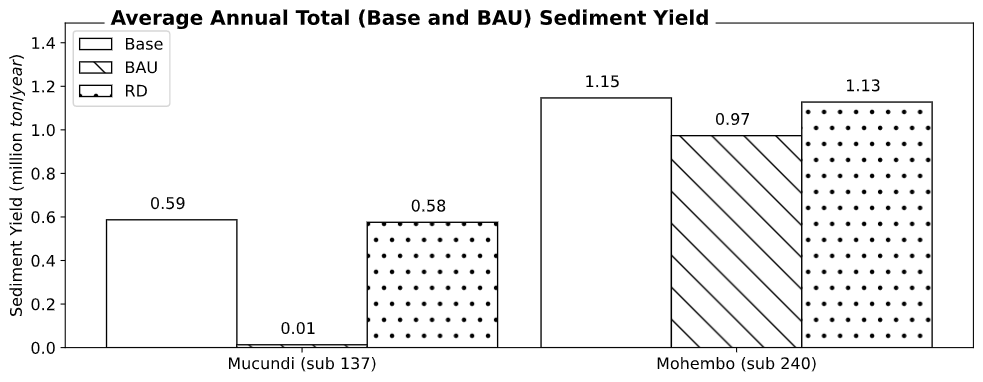 Average Annual Total (Base and BAU) Sediment Yield
Sediment Yield (million ton/year)
1.4
1.2
1.0
0.8
0.6
0.4
0.2
0.0
Base
BAU
RD
0.59
0.01
0.58
1.15
0.97
1.13
Mucundi (sub 137)
Mohembo (sub 240)